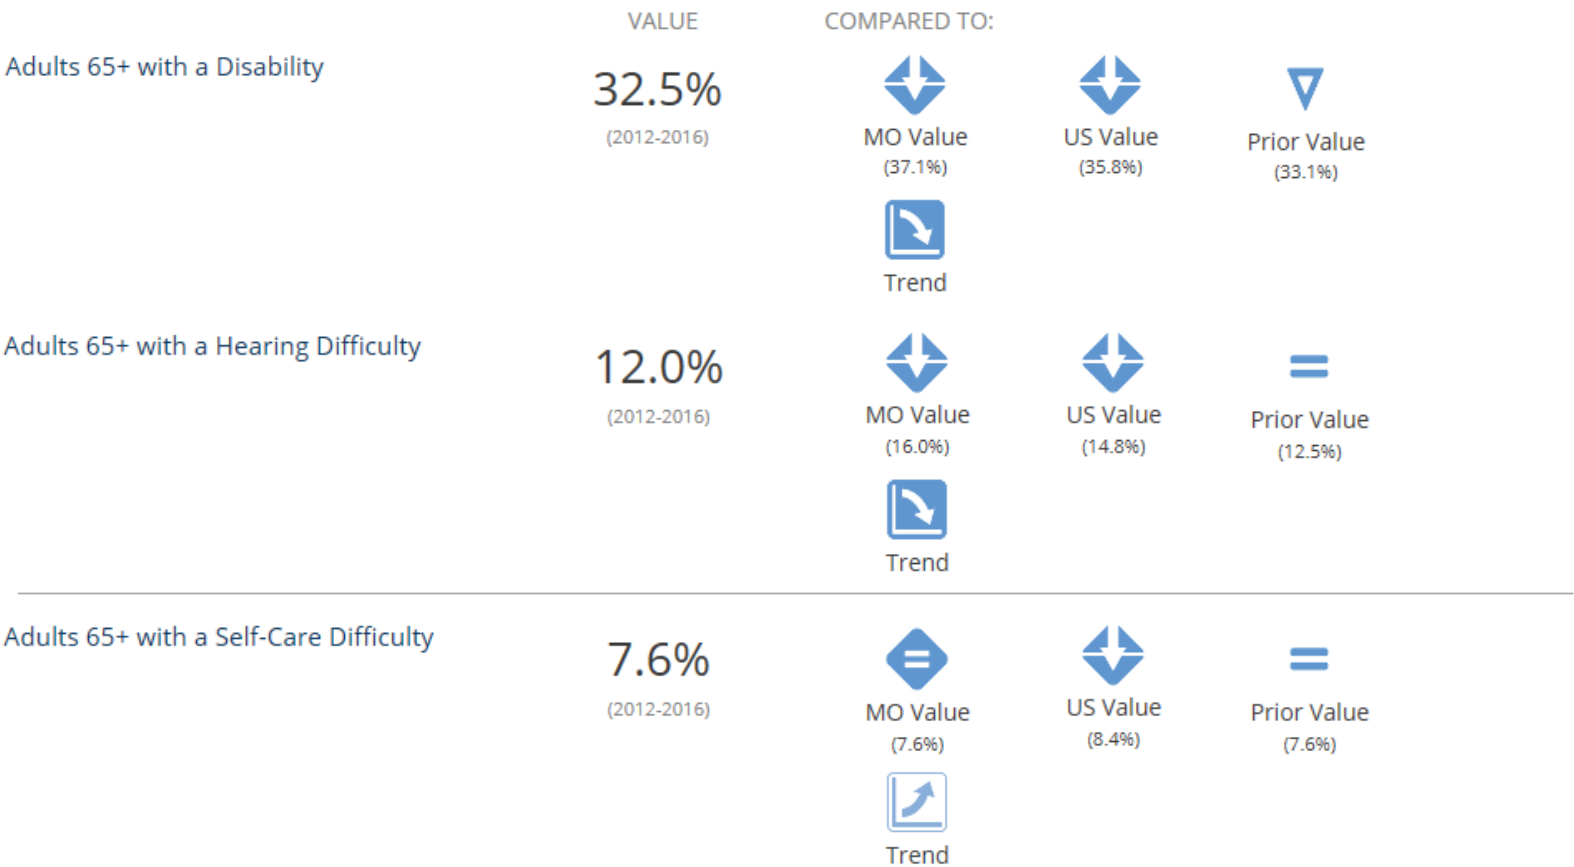 VALUE COMPARED TO:
Adults 65+ with a Disability
32.5%
(2012-2016)
MO Value US Value Prior Value
(37.1%) (35.8%) (33.1%)
Trend
Adults 65+ with a Hearing Difficulty
12.0%
(2012-2016)
MO Value US Value Prior Value
(16.0%) (14.8%) (12.5%)
Trend
Adults 65+ with a Self-Care Difficulty
7.6%
(2012-2016)
MO Value US Value Prior Value
(7.6%) (8.4%) (7.6%)
Trend